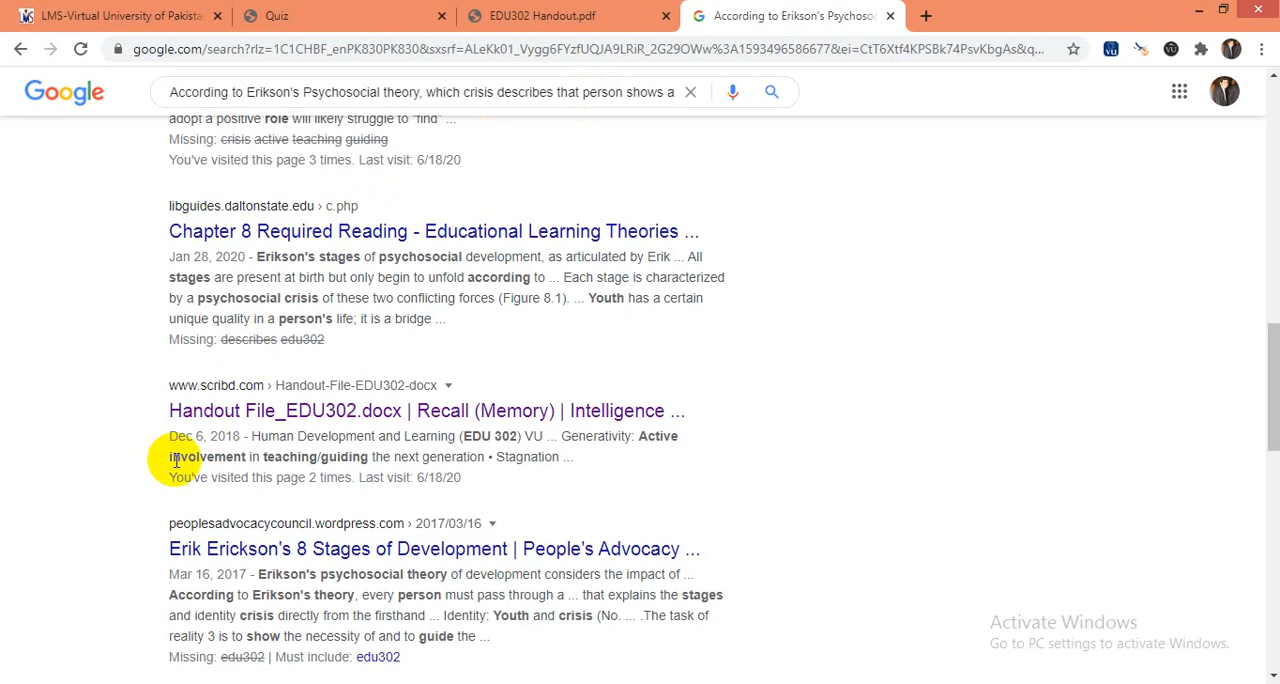 LMS-Virtual University of Pakista
Quiz
EDU302 Handout.pdf
According to Erikson's Psychosoc
google.com/search?rlz=1C1CHBF_enPK830PK830&sxsrf=ALeKk01_Vygg6FYzfUQJA9LRiR_2G29OWw%3A1593496586677&ei=CtT6Xtf4KPSBk74PsvKbgAs&q...
Google
According to Erikson's Psychosocial theory, which crisis describes that person shows a
adopt a positive role will likely struggle to "find" ...
Missing: crisis active teaching guiding
You've visited this page 3 times. Last visit: 6/18/20
libguides.daltonstate.edu › c.php
Chapter 8 Required Reading - Educational Learning Theories ...
Jan 28, 2020 - Erikson's stages of psychosocial development, as articulated by Erik ... All
stages are present at birth but only begin to unfold according to ... Each stage is characterized
by a psychosocial crisis of these two conflicting forces (Figure 8.1). ... Youth has a certain
unique quality in a person's life; it is a bridge ...
Missing: describes edu302
www.scribd.com › Handout-File-EDU302-docx
Handout File_EDU302.docx | Recall (Memory) | Intelligence ...
Dec 6, 2018 - Human Development and Learning (EDU 302) VU ... Generativity: Active
involvement in teaching/guiding the next generation • Stagnation ...
You've visited this page 2 times. Last visit: 6/18/20
peoplesadvocacycouncil.wordpress.com › 2017/03/16
Erik Erickson's 8 Stages of Development | People's Advocacy ...
Mar 16, 2017 - Erikson's psychosocial theory of development considers the impact of ...
According to Erikson's theory, every person must pass through a ... that explains the stages
and identity crisis directly from the firsthand ... Identity: Youth and crisis (No. ... .The task of
reality 3 is to show the necessity of and to guide the ...
Missing: edu302 | Must include: edu302
Activate Windows
Go to PC settings to activate Windows.